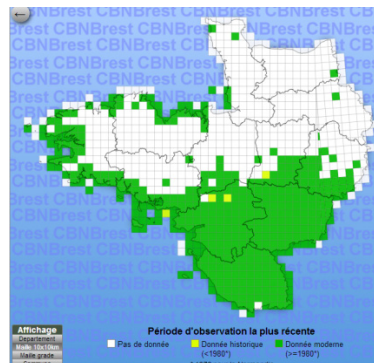 CBNBrest CBNBrest CBNBrest CBNBrest
Période d'observation la plus récente
Pas de donnée
Donnée historique
(<1980*)
Donnée moderne
(>=1980*)
Affichage
Département
Maille 10x10km
Maille grade